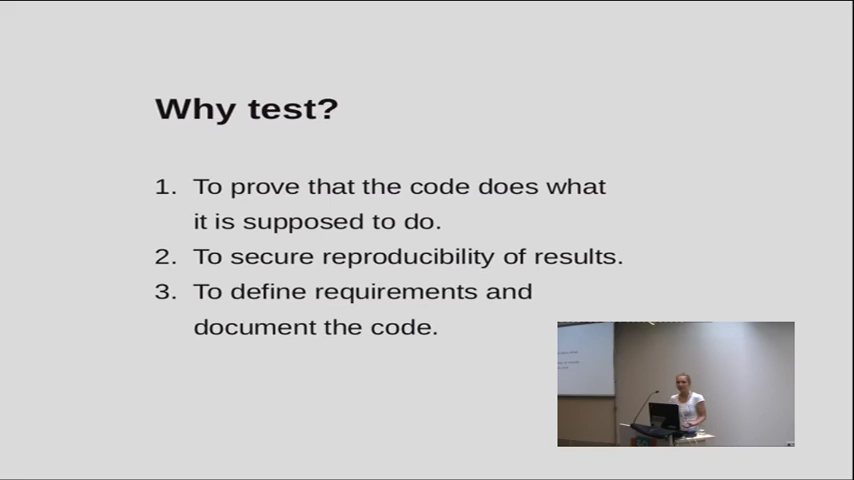 Why test?
1. To prove that the code does what
it is supposed to do.
2. To secure reproducibility of results.
3. To define requirements and
document the code.